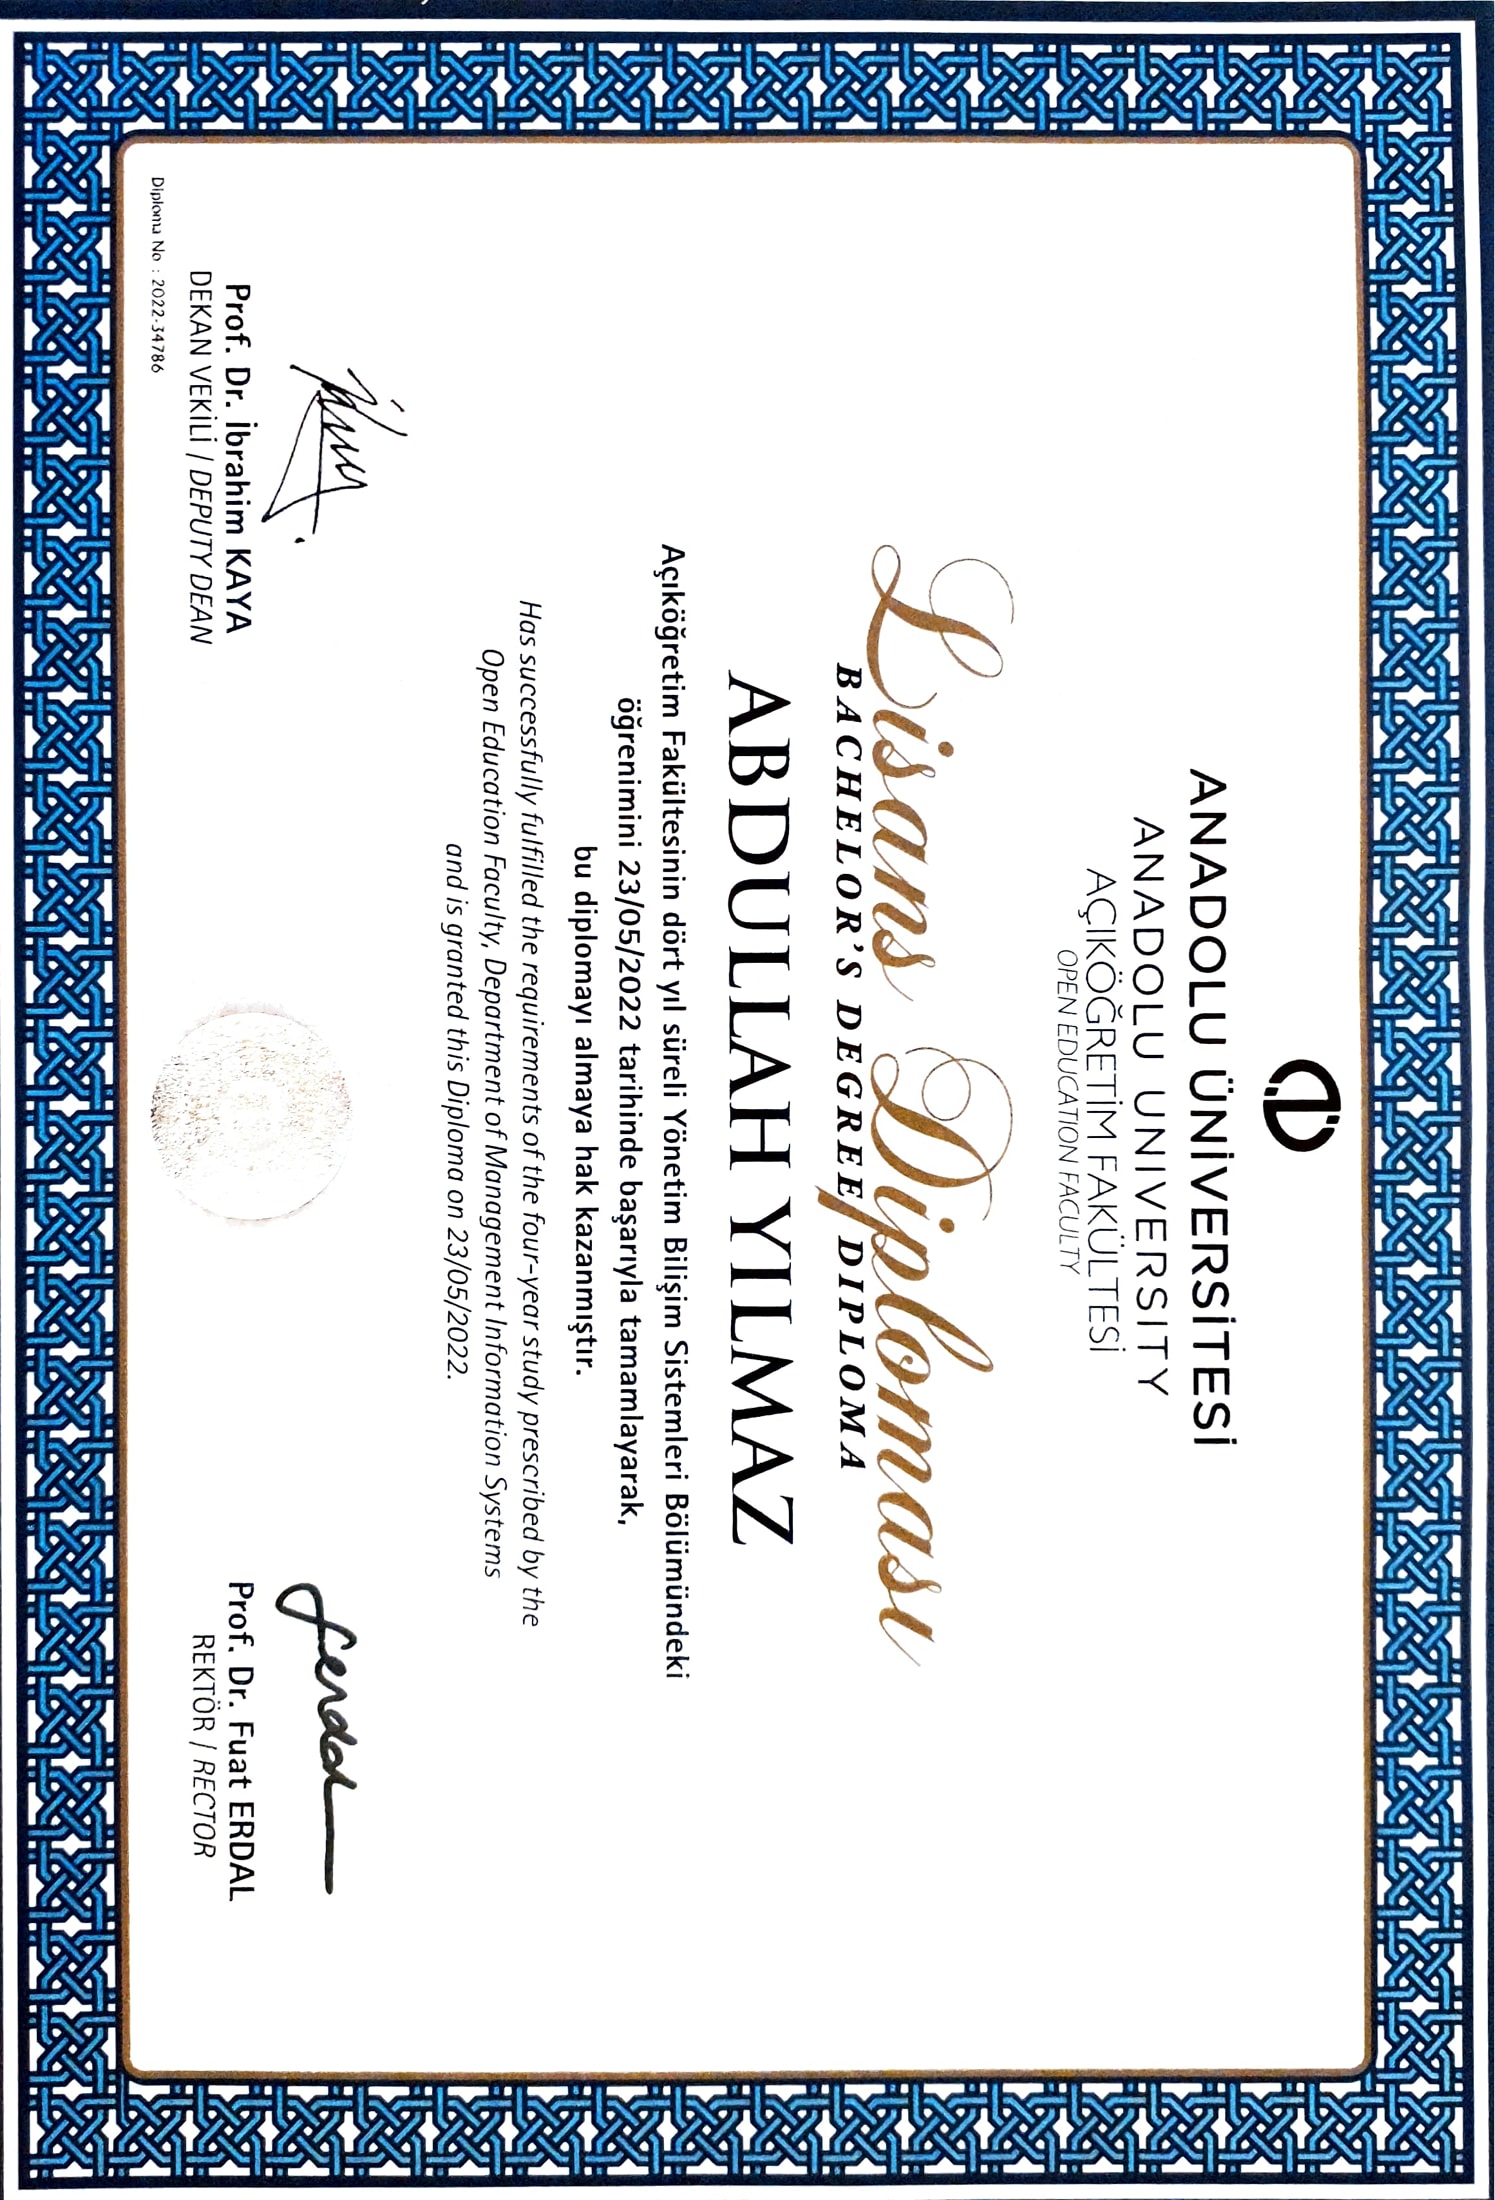 ANADOLU ÜNİVERSİTESİ
ANADOLU UNIVERSITY
AÇIKÖĞRETİM FAKÜLTESİ
OPEN EDUCATION FACULTY
Lisans Diploması
BACHELOR'S DEGREE DIPLOMA
ABDULLAH YILMAZ
Açıköğretim Fakültesinin dört yıl süreli Yönetim Bilişim Sistemleri Bölümündeki
öğrenimini 23/05/2022 tarihinde başarıyla tamamlayarak,
bu diplomayı almaya hak kazanmıştır.
Has successfully fulfilled the requirements of the four-year study prescribed by the
Open Education Faculty, Department of Management Information Systems
and is granted this Diploma on 23/05/2022.
Prof. Dr. İbrahim KAYA
DEKAN VEKİLİ / DEPUTY DEAN
Prof. Dr. Fuat ERDAL
REKTÖR / RECTOR
Diploma No : 2022-34786